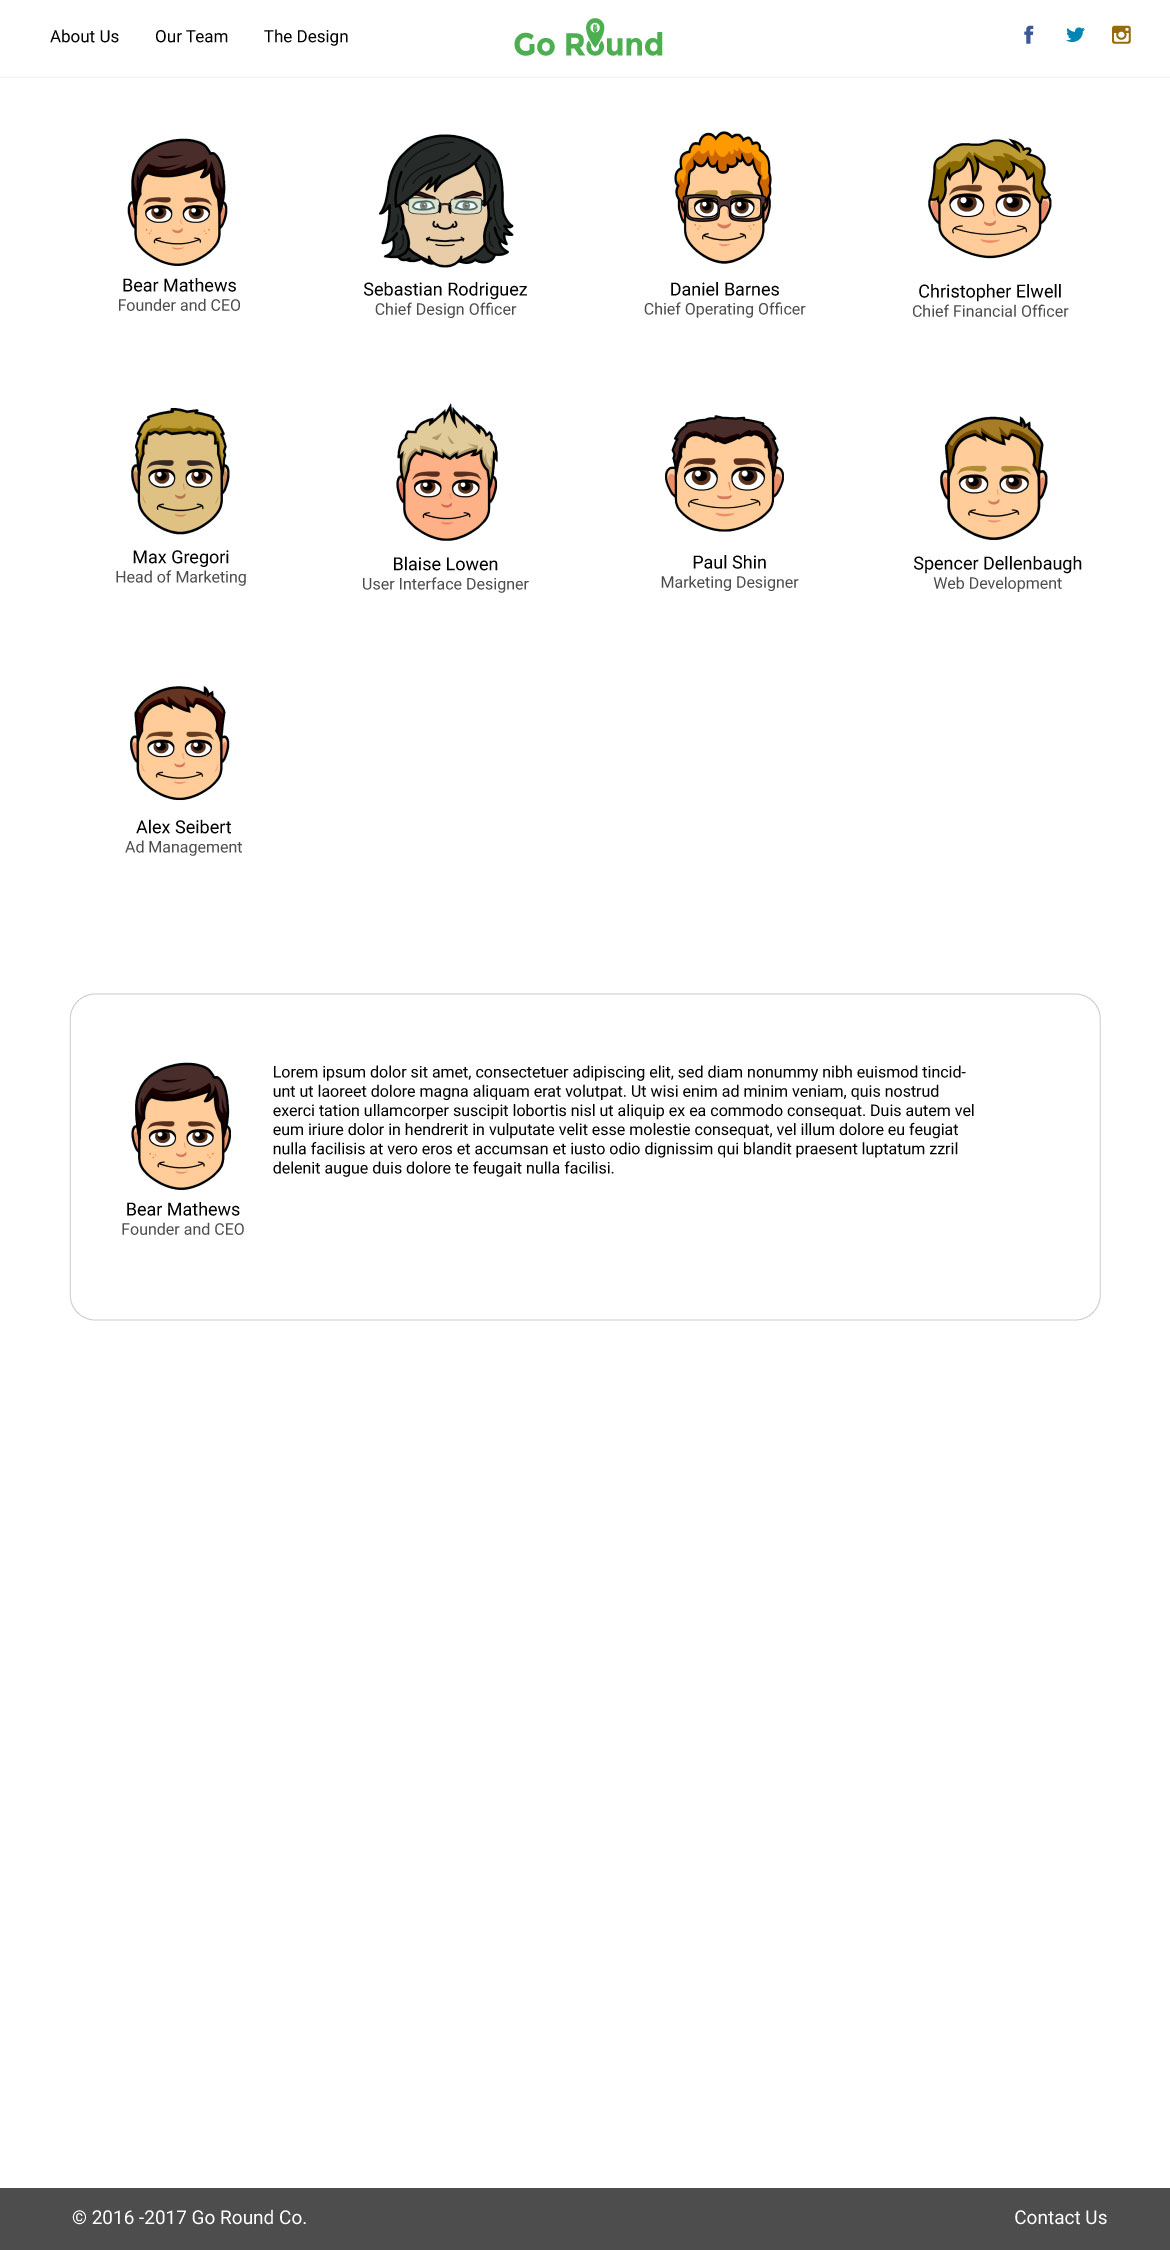 About Us
Our Team
The Design
Go Round
Bear Mathews
Founder and CEO
Sebastian Rodriguez
Chief Design Officer
Daniel Barnes
Chief Operating Officer
Christopher Elwell
Chief Financial Officer
Max Gregori
Head of Marketing
Blaise Lowen
User Interface Designer
Paul Shin
Marketing Designer
Spencer Dellenbaugh
Web Development
Alex Seibert
Ad Management
Bear Mathews
Founder and CEO
Lorem ipsum dolor sit amet, consectetuer adipiscing elit, sed diam nonummy nibh euismod tincid-
unt ut laoreet dolore magna aliquam erat volutpat. Ut wisi enim ad minim veniam, quis nostrud
exerci tation ullamcorper suscipit lobortis nisl ut aliquip ex ea commodo consequat. Duis autem vel
eum iriure dolor in hendrerit in vulputate velit esse molestie consequat, vel illum dolore eu feugiat
nulla facilisis at vero eros et accumsan et iusto odio dignissim qui blandit praesent luptatum zzril
delenit augue duis dolore te feugait nulla facilisi.
© 2016 -2017 Go Round Co.
Contact Us